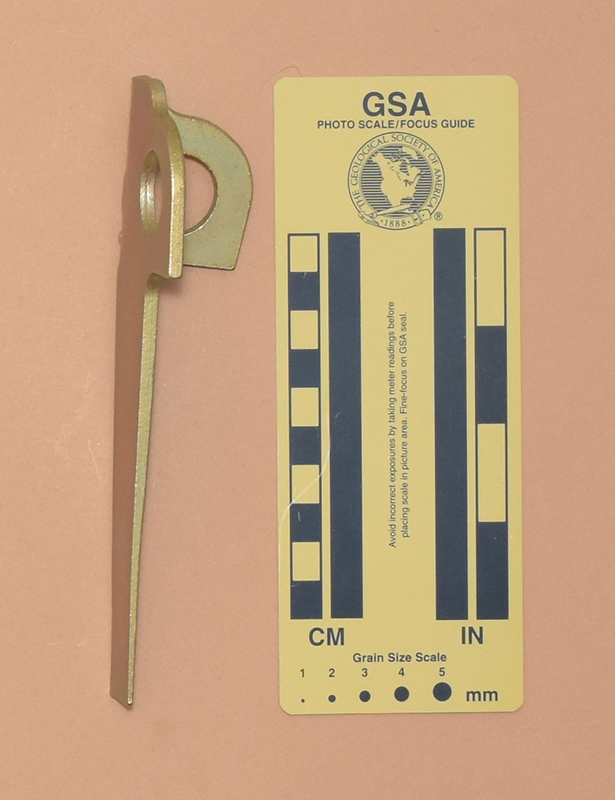 GSA
PHOTO SCALE/FOCUS GUIDE
THE GEOLOGICAL SOCIETY OF AMERICA
·1888·
®
Avoid incorrect exposures by taking meter readings before
placing scale in picture area. Fine-focus on GSA seal.
CM IN
Grain Size Scale
1 2 3 4 5
mm